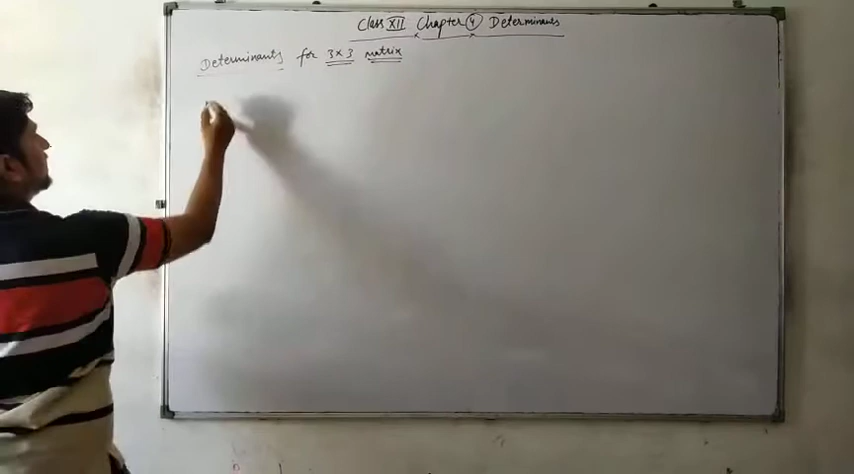 Class XII Chapter 4 Determinants
Determinants for 3×3 matrix